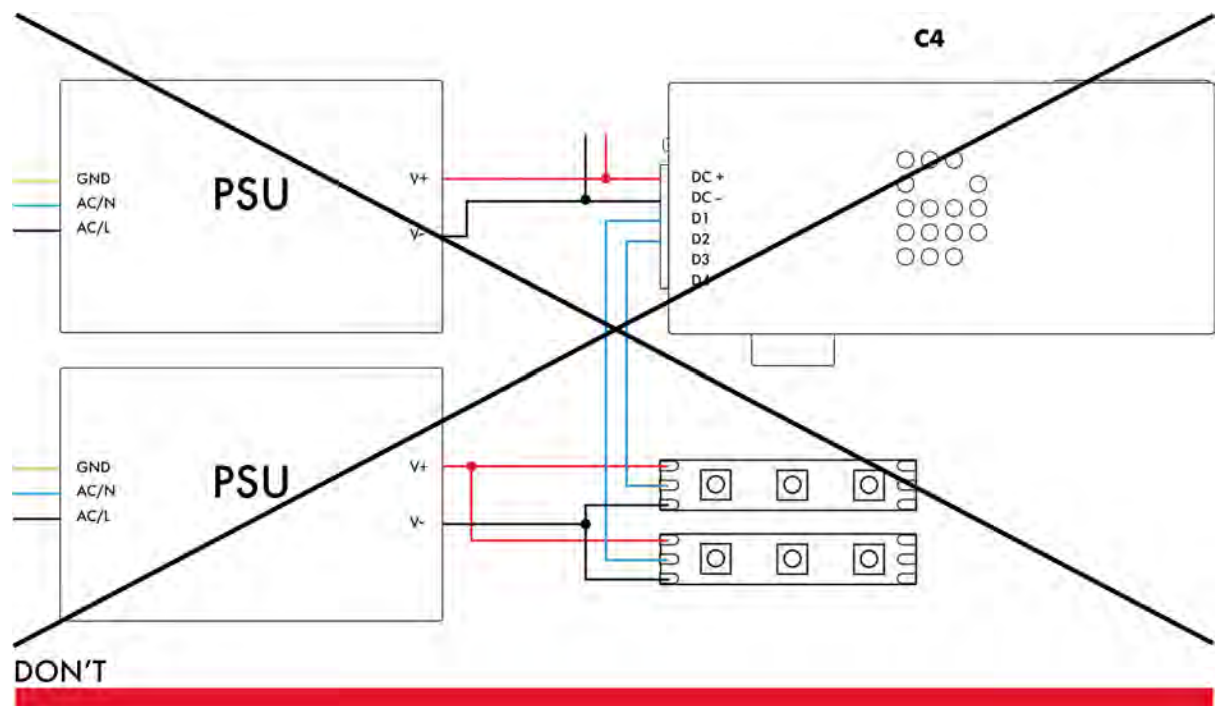 C4
GND
AC/N
AC/L
PSU
V+
V-
DC +
DC -
D1
D2
D3
D4
GND
AC/N
AC/L
PSU
V+
V-
DON'T